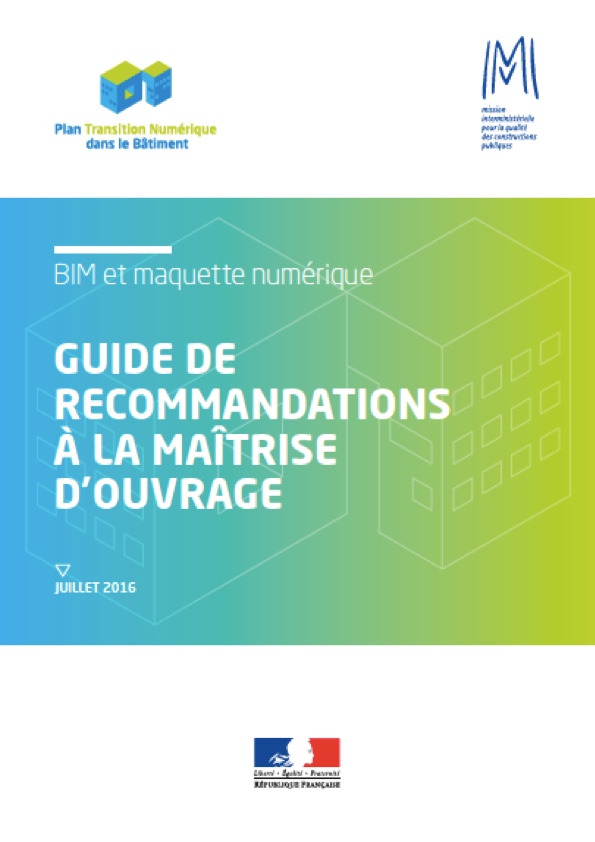 Plan Transition Numérique
dans le Bâtiment
mission
interministérielle
pour la qualité
des constructions
publiques
BIM et maquette numérique
GUIDE DE
RECOMMANDATIONS
À LA MAÎTRISE
D'OUVRAGE
JUILLET 2016
Liberté • Égalité • Fraternité
RÉPUBLIQUE FRANÇAISE